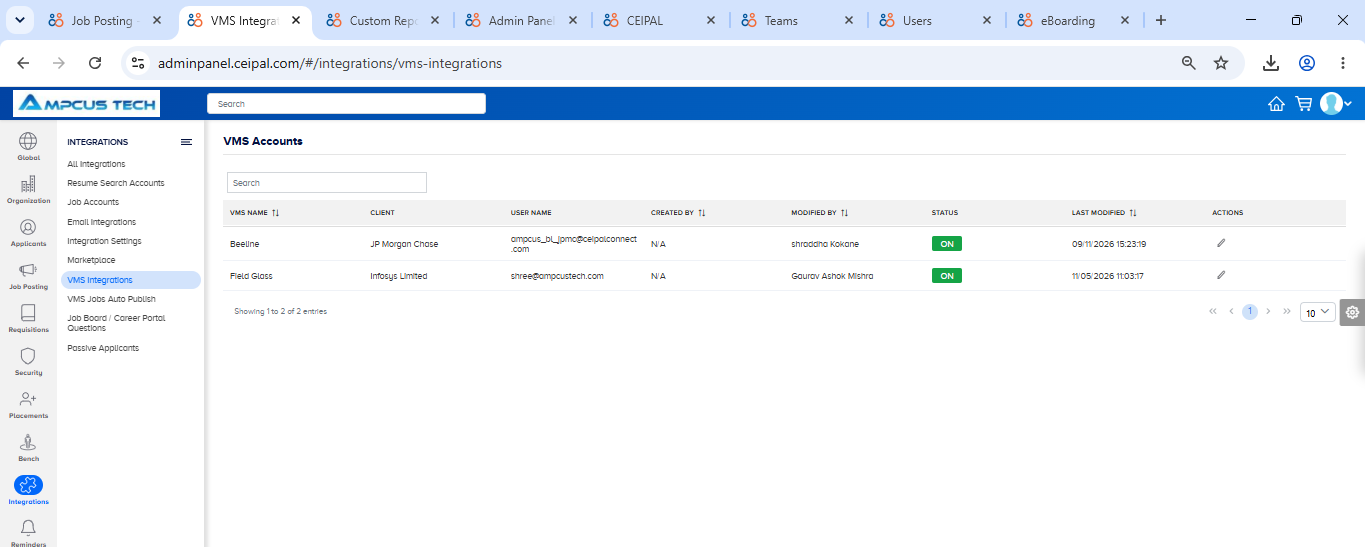 Job Posting -
VMS Integrat
Custom Repo
Admin Panel
CEIPAL
Teams
Users
eBoarding
adminpanel.ceipal.com/#/integrations/vms-integrations
AMPCUS TECH
Search
Global
Organization
Applicants
Job Posting
Requisitions
Security
Placements
Bench
Integrations
Reminders
INTEGRATIONS
All Integrations
Resume Search Accounts
Job Accounts
Email Integrations
Integration Settings
Marketplace
VMS Integrations
VMS Jobs Auto Publish
Job Board / Career Portal
Questions
Passive Applicants
VMS Accounts
Search
VMS NAME CLIENT USER NAME CREATED BY MODIFIED BY STATUS LAST MODIFIED ACTIONS
Beeline JP Morgan Chase ampcus_bl_jpmc@ceipalconnect
.com N/A shraddha Kokane ON 09/11/2026 15:23:19
Field Glass Infosys Limited shree@ampcustech.com N/A Gaurav Ashok Mishra ON 11/05/2026 11:03:17
Showing 1 to 2 of 2 entries
« ‹ 1 › » 10